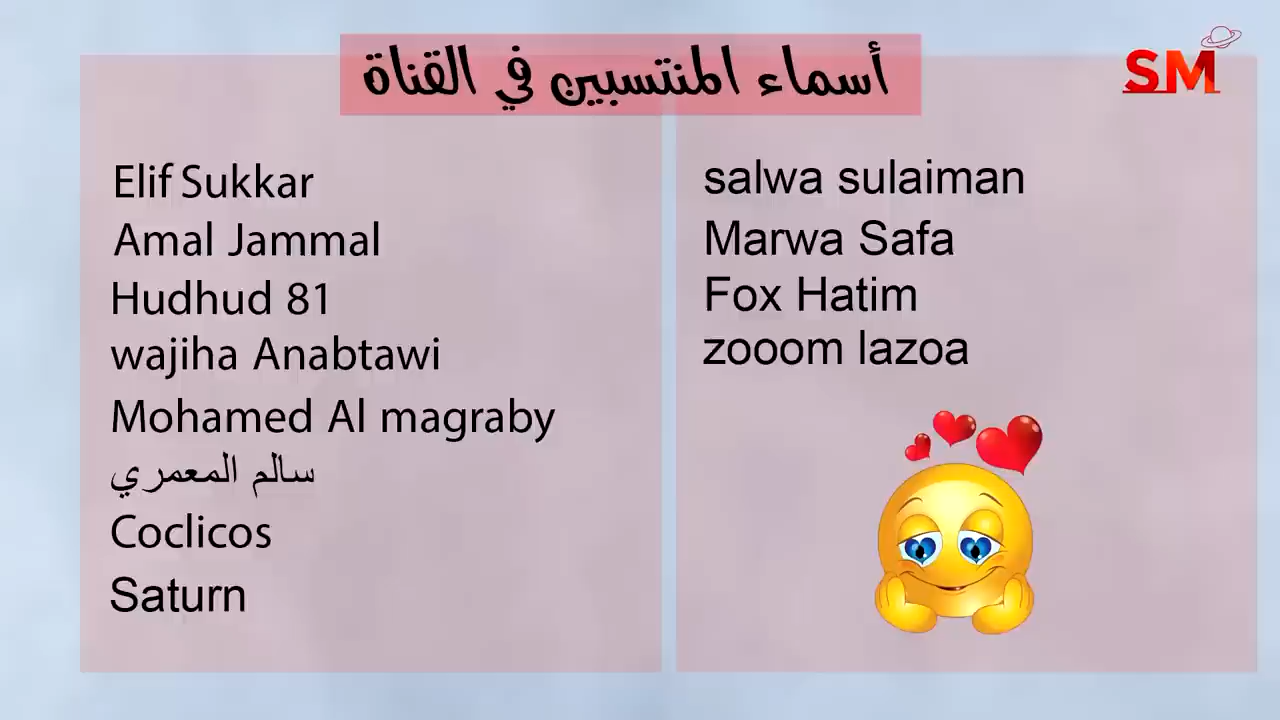 أسماء المنتسبين في القناة
SM
Elif Sukkar
Amal Jammal
Hudhud 81
wajiha Anabtawi
Mohamed Al magraby
سالم المعمري
Coclicos
Saturn
salwa sulaiman
Marwa Safa
Fox Hatim
zooom lazoa